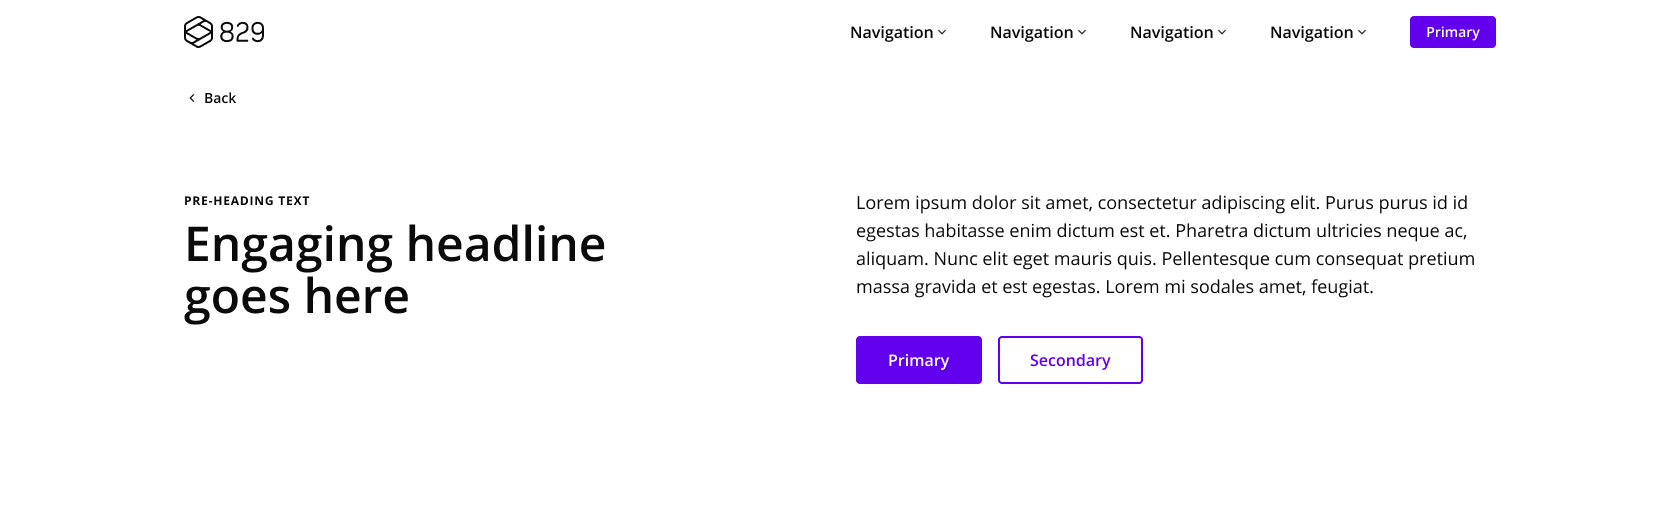 829
Navigation Navigation Navigation Navigation Primary
Back
PRE-HEADING TEXT
Engaging headline
goes here
Lorem ipsum dolor sit amet, consectetur adipiscing elit. Purus purus id id
egestas habitasse enim dictum est et. Pharetra dictum ultricies neque ac,
aliquam. Nunc elit eget mauris quis. Pellentesque cum consequat pretium
massa gravida et est egestas. Lorem mi sodales amet, feugiat.
Primary Secondary